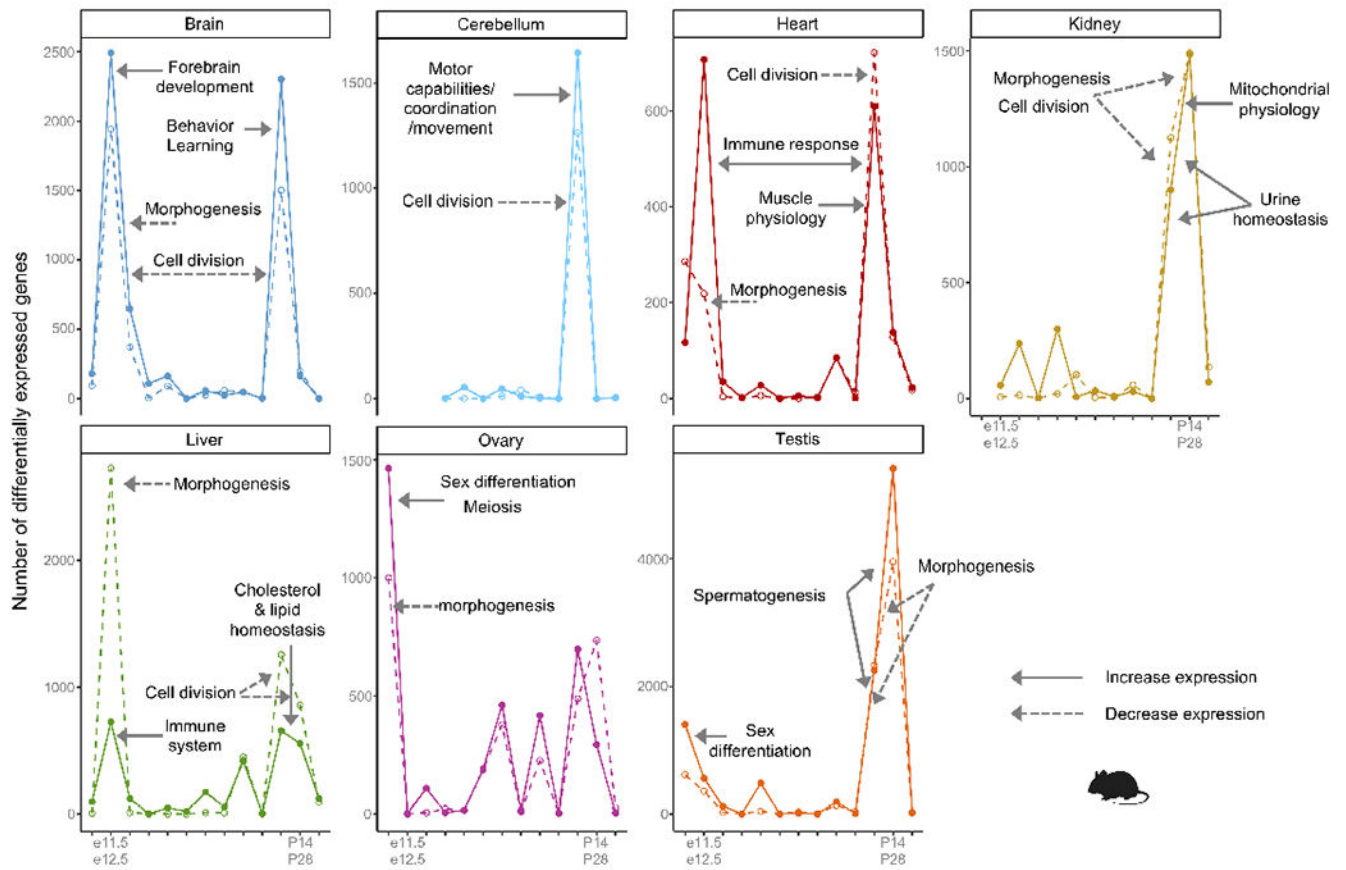 Brain
Cerebellum
Heart
Kidney
Number of differentially expressed genes
2500
2000
1500
1000
500
0
Forebrain
development
Behavior
Learning
Morphogenesis
Cell division
1500
1000
500
0
Motor
capabilities/
coordination
/movement
Cell division
600
400
200
0
Cell division
Immune response
Muscle
physiology
Morphogenesis
1500
1000
500
0
Morphogenesis
Cell division
Mitochondrial
physiology
Urine
homeostasis
e11.5
e12.5
P14
P28
Liver
Ovary
Testis
2000
1000
0
Morphogenesis
Cholesterol
& lipid
homeostasis
Cell division
Immune
system
e11.5
e12.5
P14
P28
1500
1000
500
0
Sex differentiation
Meiosis
morphogenesis
e11.5
e12.5
P14
P28
4000
2000
0
Morphogenesis
Spermatogenesis
Sex
differentiation
e11.5
e12.5
P14
P28
Increase expression
Decrease expression